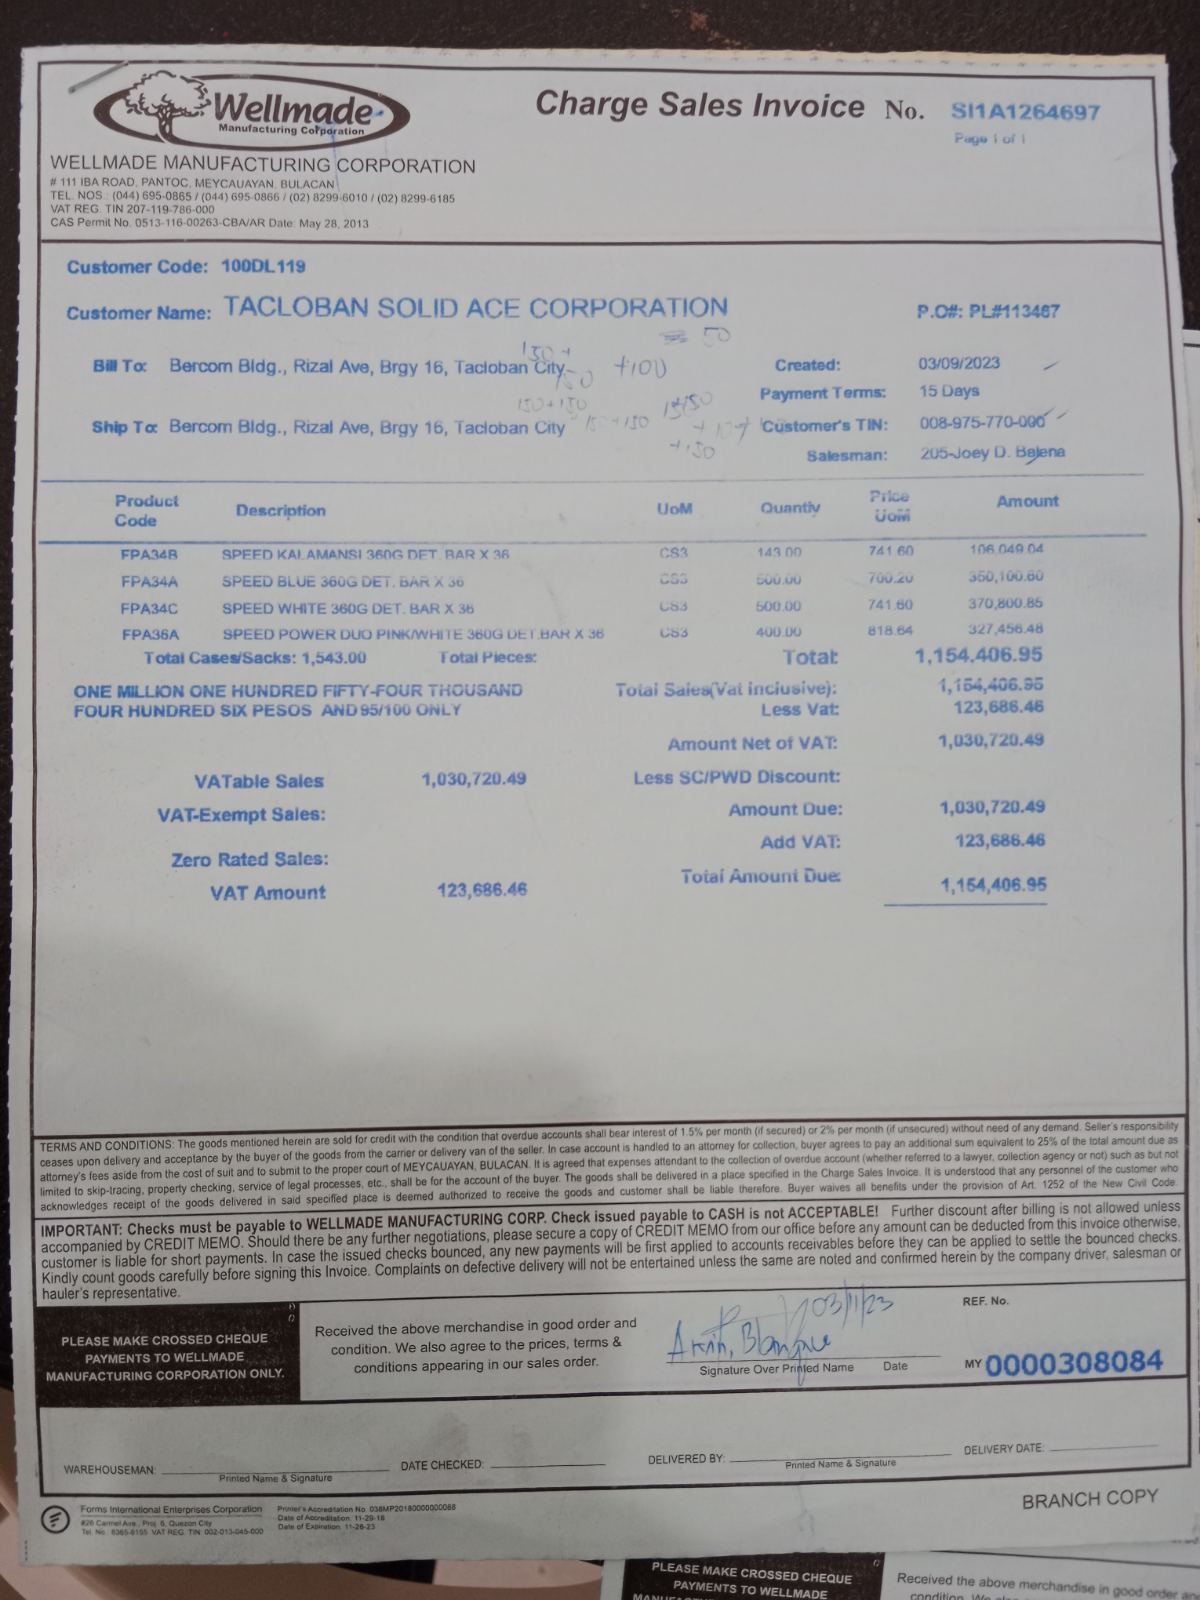 Wellmade
Manufacturing Corporation
Charge Sales Invoice No. SI1A1264697
Page 1 of 1
WELLMADE MANUFACTURING CORPORATION
# 111 IBA ROAD, PANTOC, MEYCAUAYAN, BULACAN
TEL. NOS.: (044) 695-0865 / (044) 695-0866 / (02) 8299-6010 / (02) 8299-6185
VAT REG. TIN 207-119-786-000
CAS Permit No. 0513-116-00263-CBA/AR Date: May 28, 2013
Customer Code: 100DL119
Customer Name: TACLOBAN SOLID ACE CORPORATION P.O#: PL#113467
50
150+
Bill To: Bercom Bldg., Rizal Ave, Brgy 16, Tacloban City Created: 03/09/2023
150 +100
Payment Terms: 15 Days
150+150
Ship To: Bercom Bldg., Rizal Ave, Brgy 16, Tacloban City 150+150 Customer's TIN: 008-975-770-000
+150
Salesman: 205-Joey D. Balena
Product Code Description UoM Quantiy Price UoM Amount
FPA34B SPEED KALAMANSI 360G DET. BAR X 36 CS3 143.00 741.60 106,049.04
FPA34A SPEED BLUE 360G DET. BAR X 36 CS3 500.00 700.20 350,100.60
FPA34C SPEED WHITE 360G DET. BAR X 36 CS3 500.00 741.60 370,800.85
FPA36A SPEED POWER DUO PINK/WHITE 360G DET.BAR X 36 CS3 400.00 818.64 327,456.48
Total Cases/Sacks: 1,543.00 Total Pieces: Total: 1,154,406.95
ONE MILLION ONE HUNDRED FIFTY-FOUR THOUSAND Total Sales(Vat inclusive): 1,154,406.95
FOUR HUNDRED SIX PESOS AND 95/100 ONLY Less Vat: 123,686.46
Amount Net of VAT: 1,030,720.49
VATable Sales 1,030,720.49 Less SC/PWD Discount:
VAT-Exempt Sales: Amount Due: 1,030,720.49
Add VAT: 123,686.46
Zero Rated Sales:
Total Amount Due: 1,154,406.95
VAT Amount 123,686.46
TERMS AND CONDITIONS: The goods mentioned herein are sold for credit with the condition that overdue accounts shall bear interest of 1.5% per month (if secured) or 2% per month (if unsecured) without need of any demand. Seller's responsibility
ceases upon delivery and acceptance by the buyer of the goods from the carrier or delivery van of the seller. In case account is handled to an attorney for collection, buyer agrees to pay an additional sum equivalent to 25% of the total amount due as
attorney's fees aside from the cost of suit and to submit to the proper court of MEYCAUAYAN, BULACAN. It is agreed that expenses attendant to the collection of overdue account (whether referred to a lawyer, collection agency or not) such as but not
limited to skip-tracing, property checking, service of legal processes, etc., shall be for the account of the buyer. The goods shall be delivered in a place specified in the Charge Sales Invoice. It is understood that any personnel of the customer who
acknowledges receipt of the goods delivered in said specified place is deemed authorized to receive the goods and customer shall be liable therefore. Buyer waives all benefits under the provision of Art. 1252 of the New Civil Code.
IMPORTANT: Checks must be payable to WELLMADE MANUFACTURING CORP. Check issued payable to CASH is not ACCEPTABLE! Further discount after billing is not allowed unless
accompanied by CREDIT MEMO. Should there be any further negotiations, please secure a copy of CREDIT MEMO from our office before any amount can be deducted from this invoice otherwise,
customer is liable for short payments. In case the issued checks bounced, any new payments will be first applied to accounts receivables before they can be applied to settle the bounced checks.
Kindly count goods carefully before signing this Invoice. Complaints on defective delivery will not be entertained unless the same are noted and confirmed herein by the company driver, salesman or
hauler's representative.
PLEASE MAKE CROSSED CHEQUE
PAYMENTS TO WELLMADE
MANUFACTURING CORPORATION ONLY.
Received the above merchandise in good order and
condition. We also agree to the prices, terms &
conditions appearing in our sales order.
03/11/23
Signature Over Printed Name Date
REF. No.
MY 0000308084
WAREHOUSEMAN: DATE CHECKED: DELIVERED BY: DELIVERY DATE:
Printed Name & Signature Printed Name & Signature
Forms International Enterprises Corporation
#26 Carmel Ave., Proj. 6, Quezon City
Tel. No. 8365-6155 VAT REG. TIN: 002-013-045-000
Printer's Accreditation No. 038MP20180000000088
Date of Accreditation: 11-29-18
Date of Expiration: 11-28-23
BRANCH COPY
PLEASE MAKE CROSSED CHEQUE
PAYMENTS TO WELLMADE
Received the above merchandise in good order